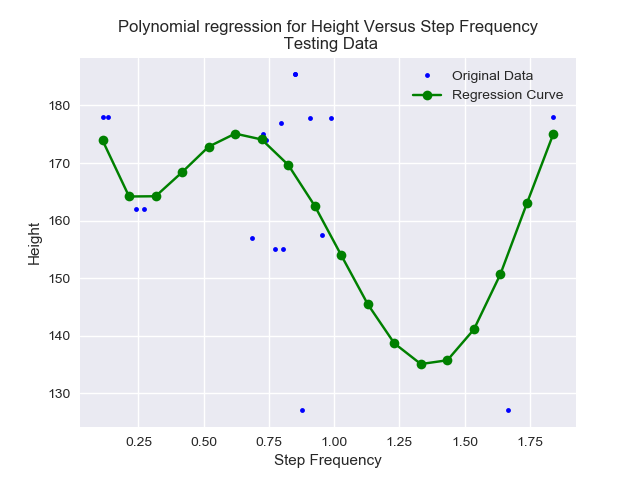 Polynomial regression for Height Versus Step Frequency
Testing Data
Original Data
Regression Curve
180
170
160
150
140
130
Height
0.25 0.50 0.75 1.00 1.25 1.50 1.75
Step Frequency